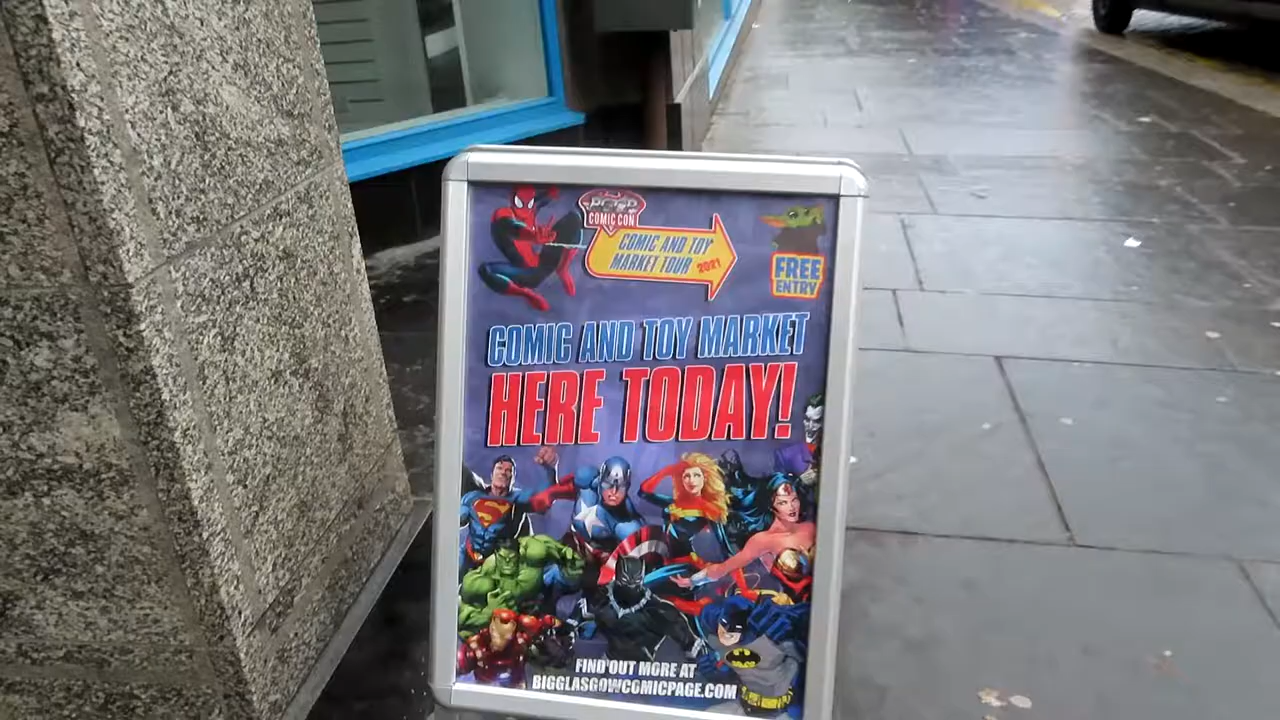 COMIC CON
COMIC AND TOY
MARKET TOUR 2021
FREE
ENTRY
COMIC AND TOY MARKET
HERE TODAY!
FIND OUT MORE AT
BIGGLASGOWCOMICPAGE.COM